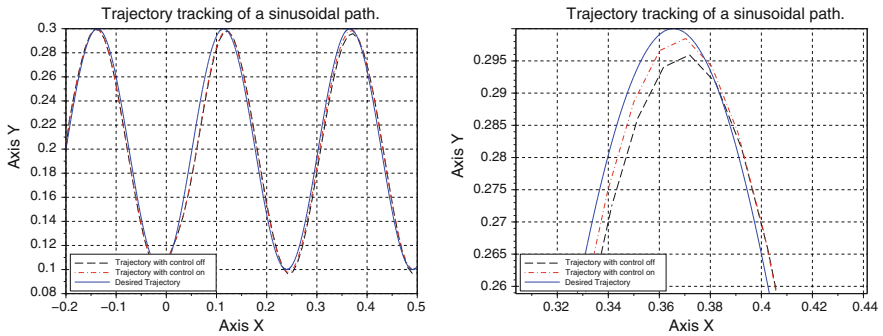 Trajectory tracking of a sinusoidal path.
0.3
0.28
0.26
0.24
0.22
0.2
0.18
0.16
0.14
0.12
0.1
0.08
Axis Y
Trajectory with control off
Trajectory with control on
Desired Trajectory
−0.2 −0.1 0 0.1 0.2 0.3 0.4 0.5
Axis X
Trajectory tracking of a sinusoidal path.
0.295
0.29
0.285
0.28
0.275
0.27
0.265
0.26
Axis Y
Trajectory with control off
Trajectory with control on
Desired Trajectory
0.32 0.34 0.36 0.38 0.4 0.42 0.44
Axis X